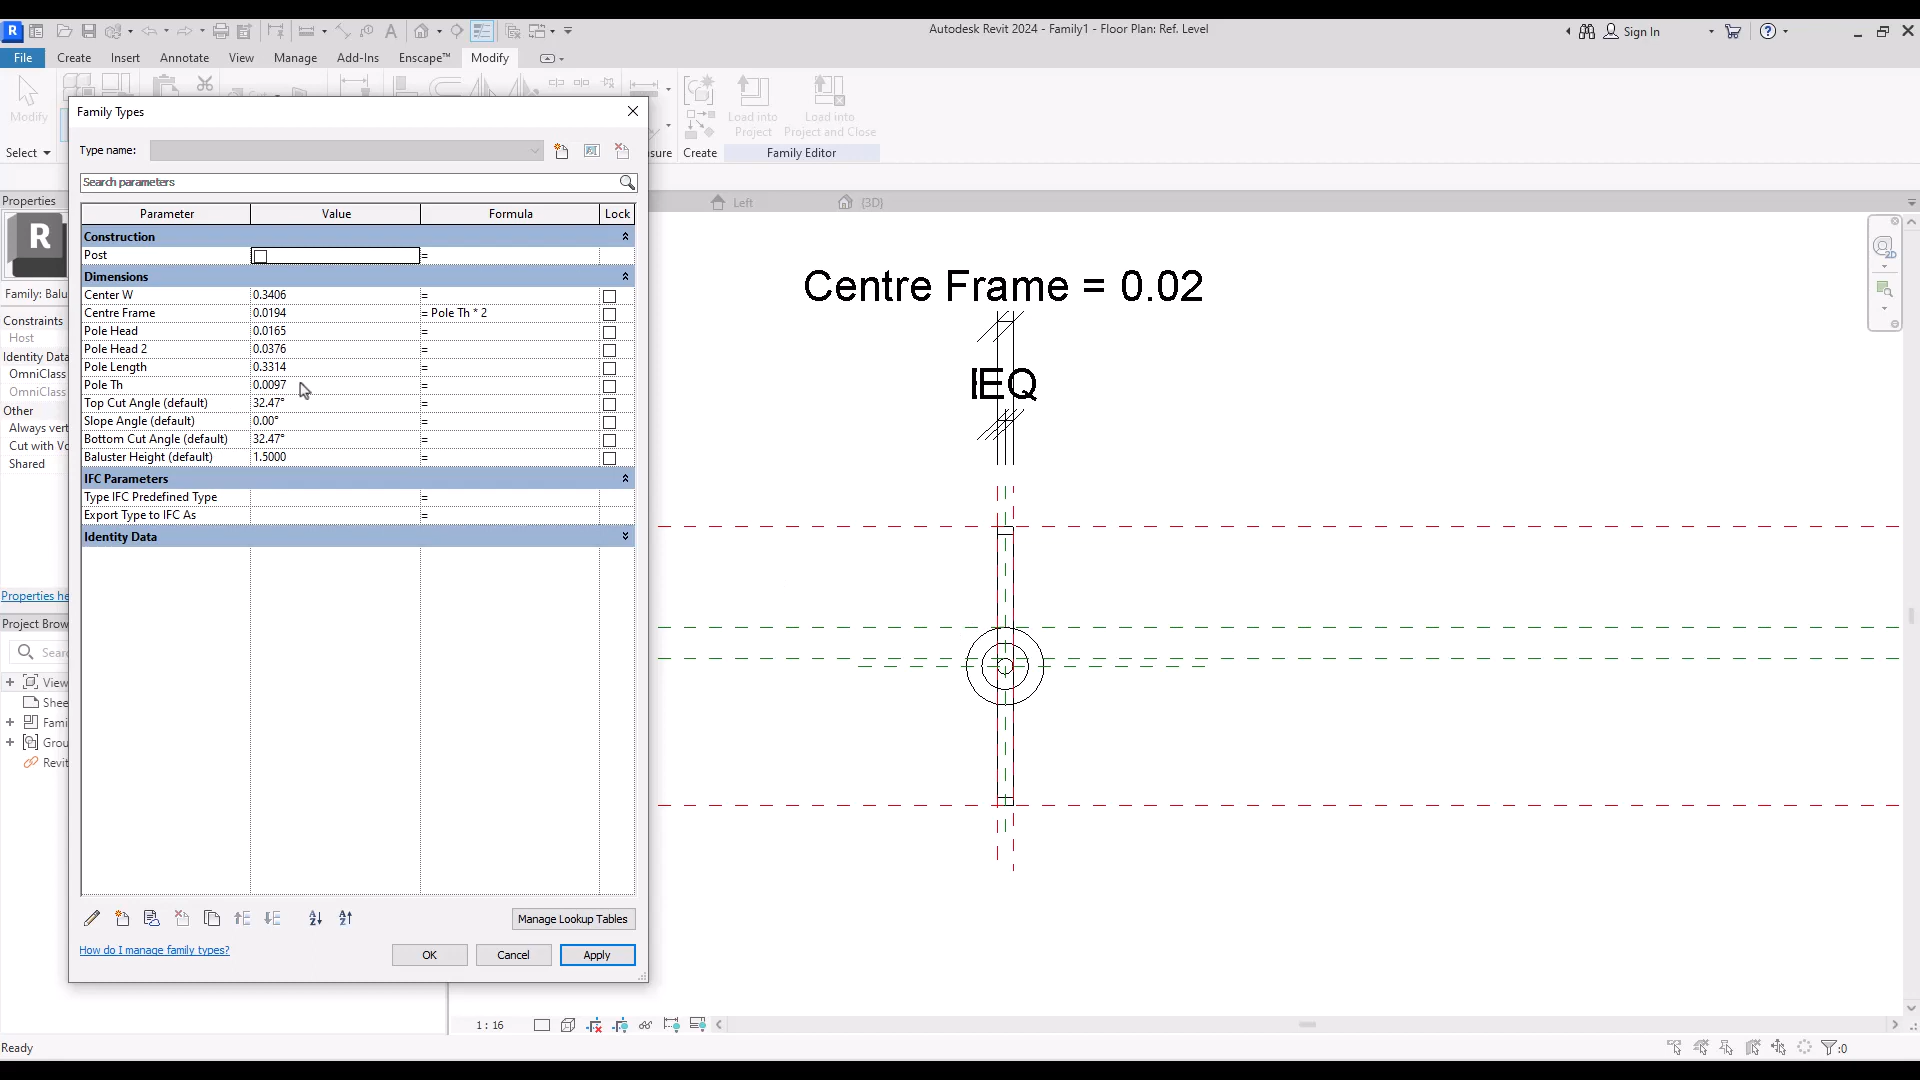 Autodesk Revit 2024 - Family1 - Floor Plan: Ref. Level
Sign In
File
Create
Insert
Annotate
View
Manage
Add-Ins
Enscape™
Modify
Modify
Load into
Project
Load into
Project and Close
Select
Create
Family Editor
Family Types
Type name:
Search parameters
Parameter Value Formula Lock
Construction
Post =
Dimensions
Center W 0.3406 =
Centre Frame 0.0194 = Pole Th * 2
Pole Head 0.0165 =
Pole Head 2 0.0376 =
Pole Length 0.3314 =
Pole Th 0.0097 =
Top Cut Angle (default) 32.47° =
Slope Angle (default) 0.00° =
Bottom Cut Angle (default) 32.47° =
Baluster Height (default) 1.5000 =
IFC Parameters
Type IFC Predefined Type =
Export Type to IFC As =
Identity Data
Manage Lookup Tables
How do I manage family types?
OK
Cancel
Apply
Properties
R
Family: Balu
Constraints
Host
Identity Data
OmniClass
OmniClass
Other
Always vert
Cut with Vo
Shared
Properties he
Project Brow
Sear
View
Shee
Fami
Grou
Revit
Left
(3D)
2D
Centre Frame = 0.02
EQ
1 : 16
Ready
:0